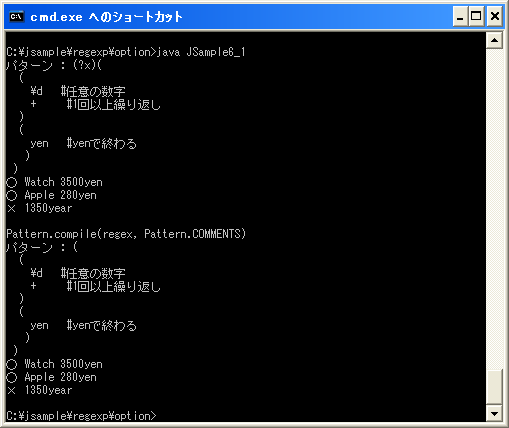 cmd.exe へのショートカット
C:¥jsample¥regexp¥option>java JSample6_1
パターン : (?x)(
  (
    ¥d   #任意の数字
    +     #1回以上繰り返し
  )
  (
    yen   #yenで終わる
   )
 )
○ Watch 3500yen
○ Apple 280yen
× 1350year
Pattern.compile(regex, Pattern.COMMENTS)
パターン : (
  (
    ¥d   #任意の数字
    +     #1回以上繰り返し
  )
  (
    yen   #yenで終わる
   )
 )
○ Watch 3500yen
○ Apple 280yen
× 1350year
C:¥jsample¥regexp¥option>